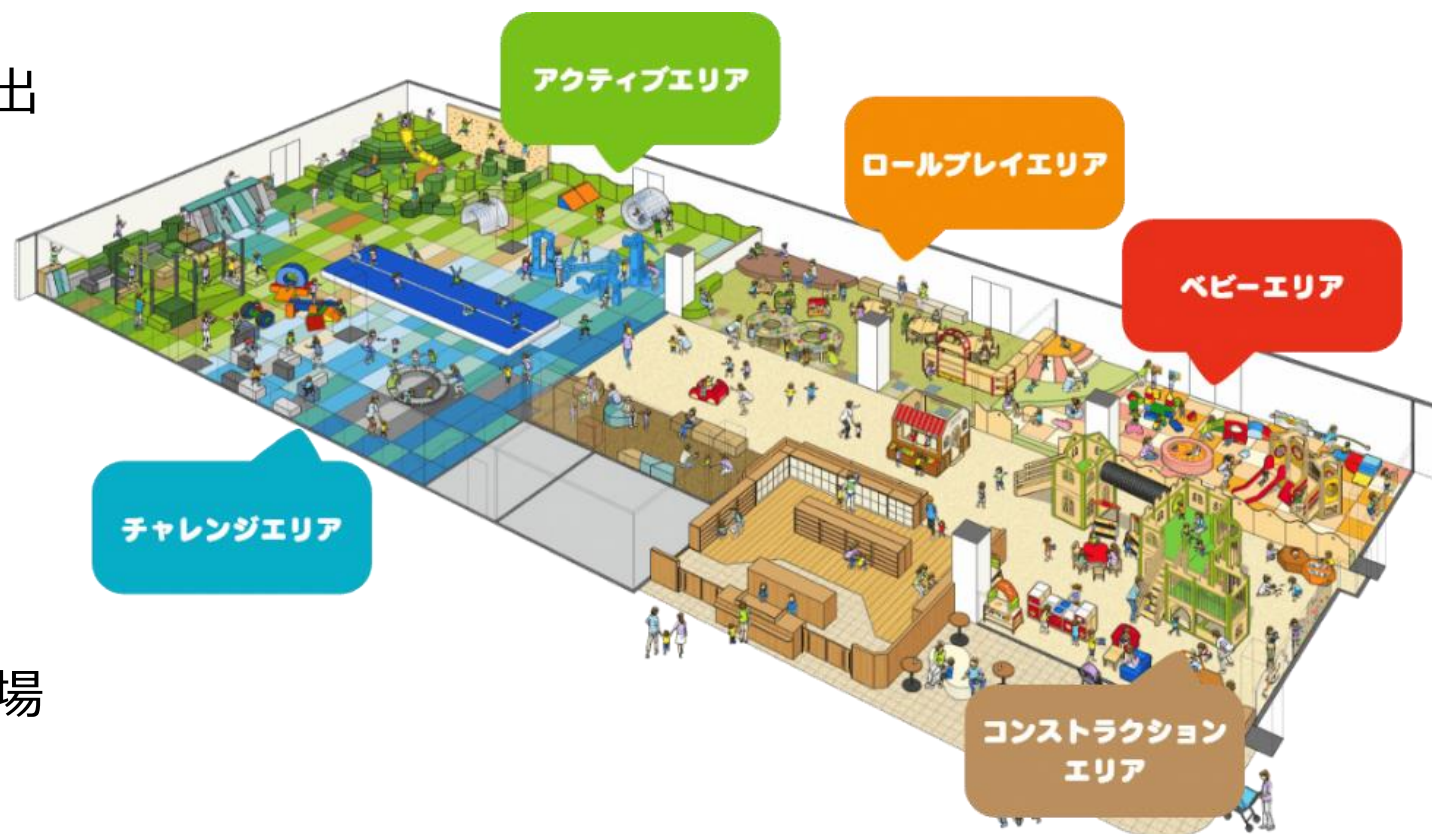 出
アクティブエリア
ロールプレイエリア
ベビーエリア
チャレンジエリア
場
コンストラクション
エリア